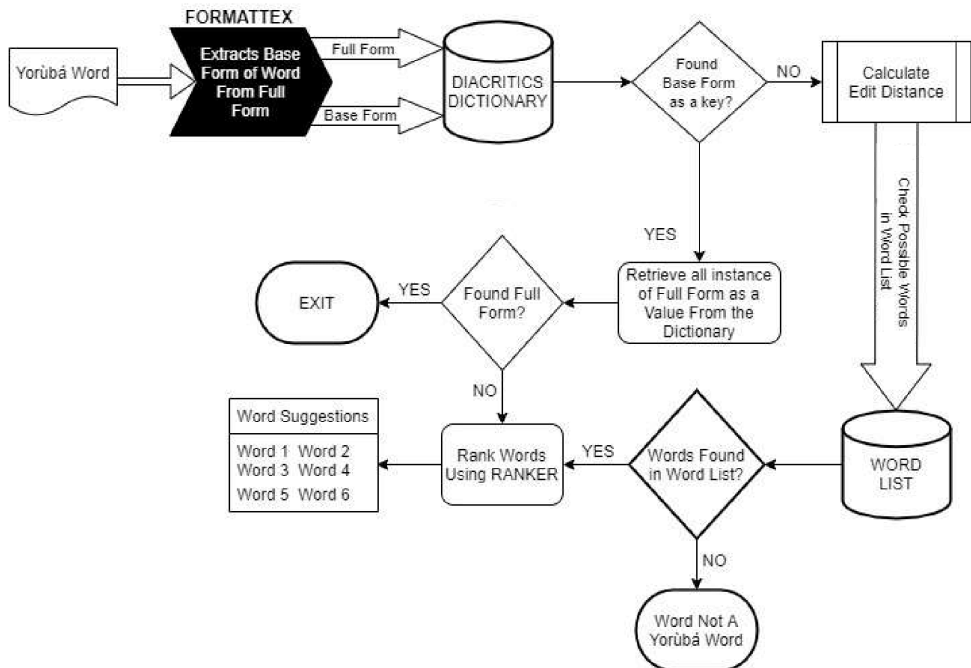 FORMATTEX
Yorùbá Word
Extracts Base
Form of Word
From Full
Form
Full Form
Base Form
DIACRITICS
DICTIONARY
Found
Base Form
as a key?
NO
Calculate
Edit Distance
Check Possible Words
in Word List
YES
Retrieve all instance
of Full Form as a
Value From the
Dictionary
Found Full
Form?
YES
EXIT
NO
Word Suggestions
Word 1 Word 2
Word 3 Word 4
Word 5 Word 6
Rank Words
Using RANKER
YES
Words Found
in Word List?
WORD
LIST
NO
Word Not A
Yorùbá Word